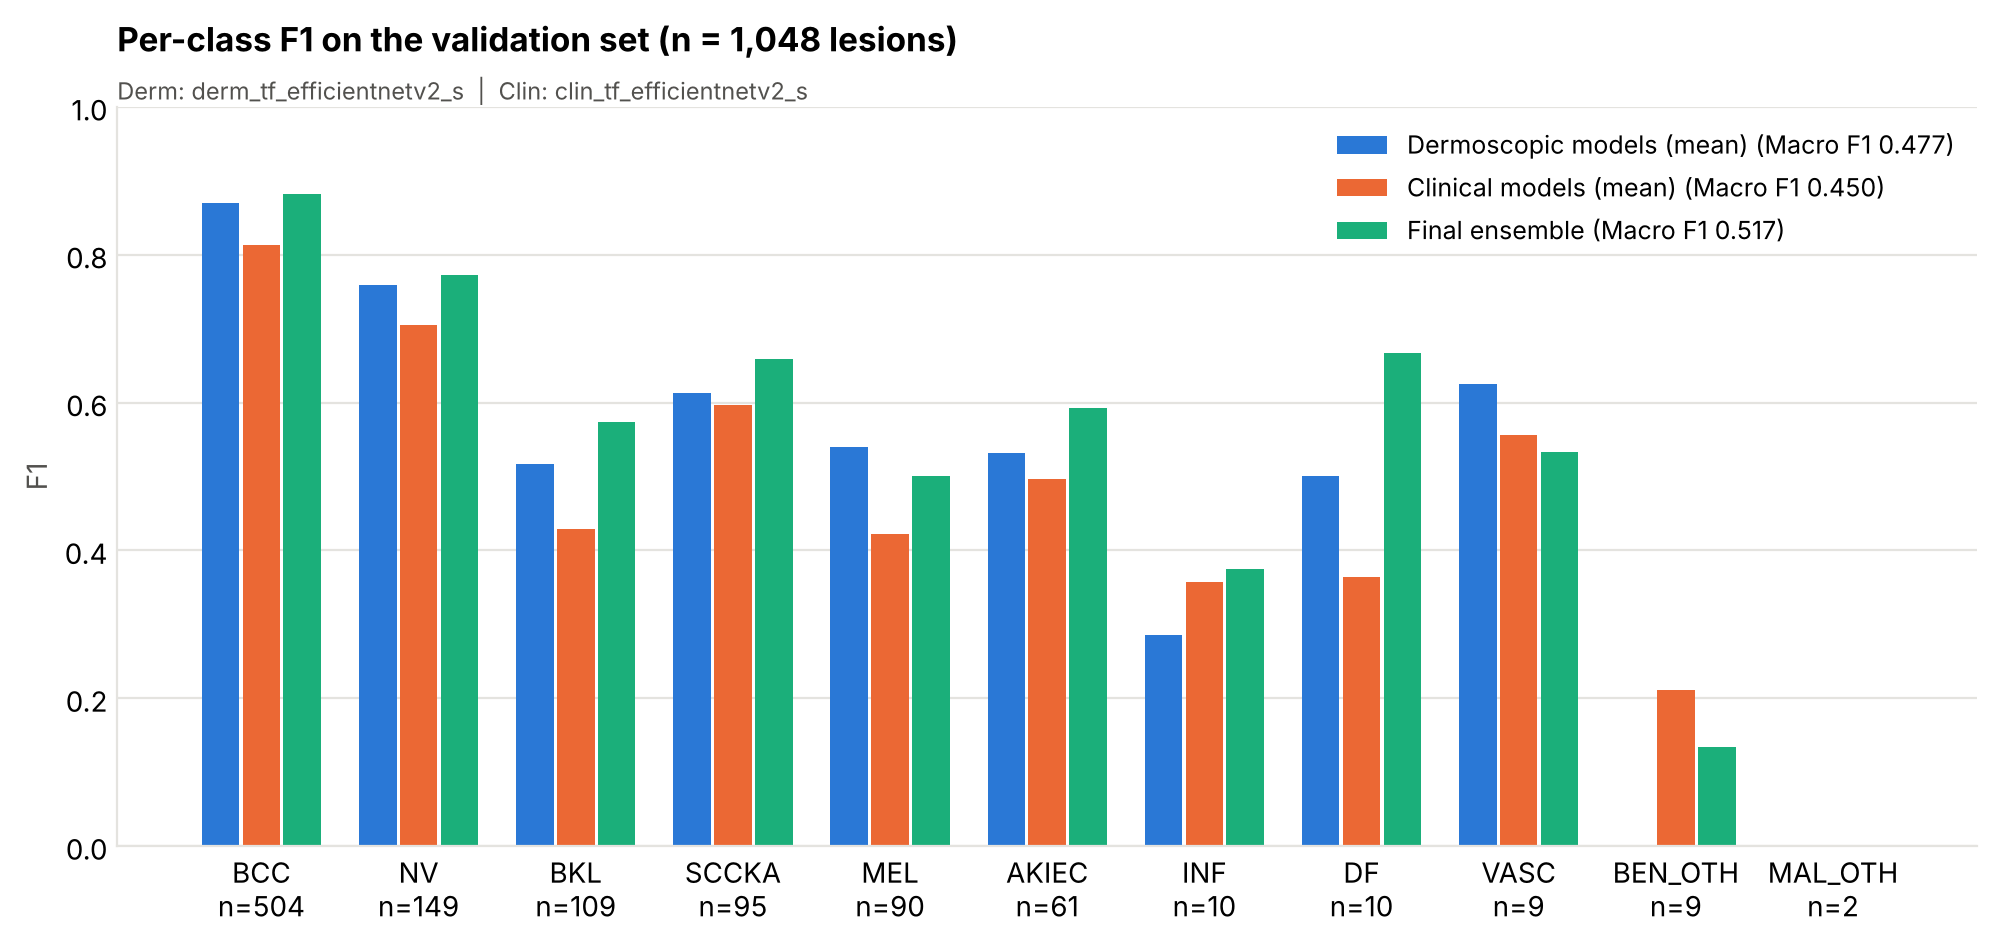 Per-class F1 on the validation set (n = 1,048 lesions)
Derm: derm_tf_efficientnetv2_s | Clin: clin_tf_efficientnetv2_s
Dermoscopic models (mean) (Macro F1 0.477)
Clinical models (mean) (Macro F1 0.450)
Final ensemble (Macro F1 0.517)
F1
1.0
0.8
0.6
0.4
0.2
0.0
BCC NV BKL SCCKA MEL AKIEC INF DF VASC BEN_OTH MAL_OTH
n=504 n=149 n=109 n=95 n=90 n=61 n=10 n=10 n=9 n=9 n=2